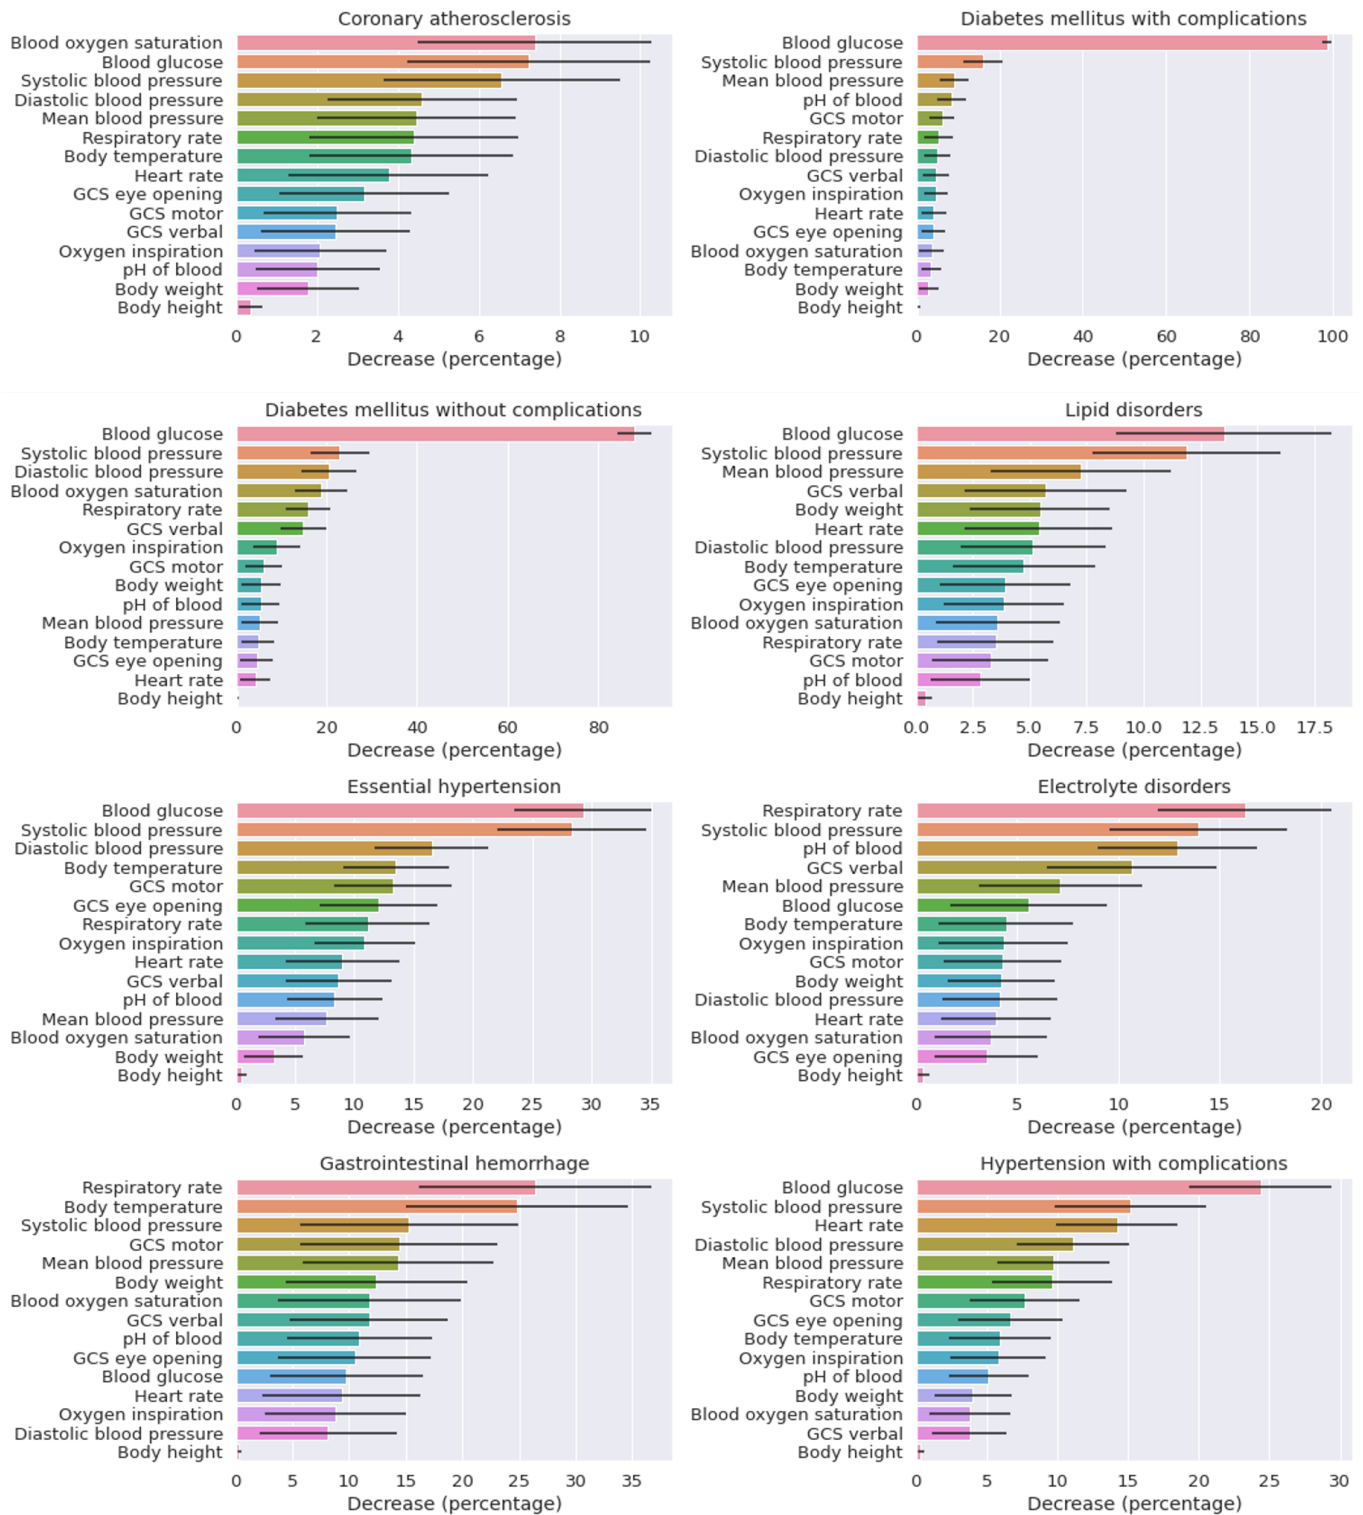 Coronary atherosclerosis
Blood oxygen saturation
Blood glucose
Systolic blood pressure
Diastolic blood pressure
Mean blood pressure
Respiratory rate
Body temperature
Heart rate
GCS eye opening
GCS motor
GCS verbal
Oxygen inspiration
pH of blood
Body weight
Body height
0 2 4 6 8 10
Decrease (percentage)
Diabetes mellitus with complications
Blood glucose
Systolic blood pressure
Mean blood pressure
pH of blood
GCS motor
Respiratory rate
Diastolic blood pressure
GCS verbal
Oxygen inspiration
Heart rate
GCS eye opening
Blood oxygen saturation
Body temperature
Body weight
Body height
0 20 40 60 80 100
Decrease (percentage)
Diabetes mellitus without complications
Blood glucose
Systolic blood pressure
Diastolic blood pressure
Blood oxygen saturation
Respiratory rate
GCS verbal
Oxygen inspiration
GCS motor
Body weight
pH of blood
Mean blood pressure
Body temperature
GCS eye opening
Heart rate
Body height
0 20 40 60 80
Decrease (percentage)
Lipid disorders
Blood glucose
Systolic blood pressure
Mean blood pressure
GCS verbal
Body weight
Heart rate
Diastolic blood pressure
Body temperature
GCS eye opening
Oxygen inspiration
Blood oxygen saturation
Respiratory rate
GCS motor
pH of blood
Body height
0.0 2.5 5.0 7.5 10.0 12.5 15.0 17.5
Decrease (percentage)
Essential hypertension
Blood glucose
Systolic blood pressure
Diastolic blood pressure
Body temperature
GCS motor
GCS eye opening
Respiratory rate
Oxygen inspiration
Heart rate
GCS verbal
pH of blood
Mean blood pressure
Blood oxygen saturation
Body weight
Body height
0 5 10 15 20 25 30 35
Decrease (percentage)
Electrolyte disorders
Respiratory rate
Systolic blood pressure
pH of blood
GCS verbal
Mean blood pressure
Blood glucose
Body temperature
Oxygen inspiration
GCS motor
Body weight
Diastolic blood pressure
Heart rate
Blood oxygen saturation
GCS eye opening
Body height
0 5 10 15 20
Decrease (percentage)
Gastrointestinal hemorrhage
Respiratory rate
Body temperature
Systolic blood pressure
GCS motor
Mean blood pressure
Body weight
Blood oxygen saturation
GCS verbal
pH of blood
GCS eye opening
Blood glucose
Heart rate
Oxygen inspiration
Diastolic blood pressure
Body height
0 5 10 15 20 25 30 35
Decrease (percentage)
Hypertension with complications
Blood glucose
Systolic blood pressure
Heart rate
Diastolic blood pressure
Mean blood pressure
Respiratory rate
GCS motor
GCS eye opening
Body temperature
Oxygen inspiration
pH of blood
Body weight
Blood oxygen saturation
GCS verbal
Body height
0 5 10 15 20 25 30
Decrease (percentage)